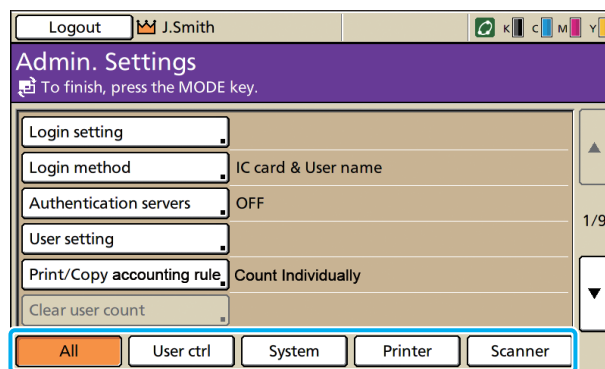 Logout J.Smith K C M Y
Admin. Settings
To finish, press the MODE key.
Login setting
Login method IC card & User name
Authentication servers OFF
1/9
User setting
Print/Copy accounting rule Count Individually
Clear user count
All User ctrl System Printer Scanner